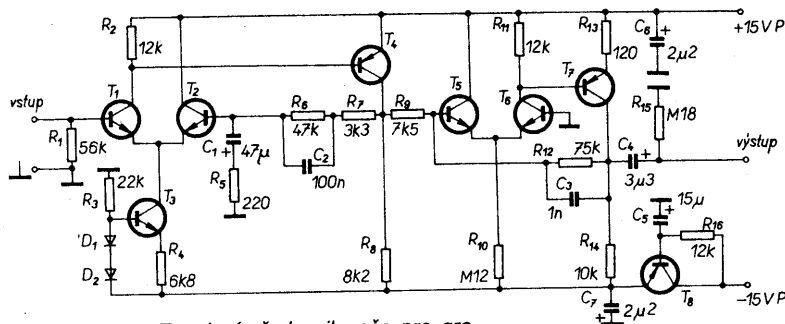 R2
12k
T4
R11
12k
R13
120
C6
+
2µ2
+15V P
vstup
T1
T2
R6
47k
R7
3k3
R9
7k5
T5
T6
T7
R15
M18
R1
56k
C1
+
47µ
C2
100n
R12
75k
C4
+
3µ3
výstup
R3
22k
T3
R5
220
C3
1n
15µ
C5
+
R16
12k
D1
D2
R4
6k8
R8
8k2
R10
M12
R14
10k
T8
-15V P
C7
+
2µ2